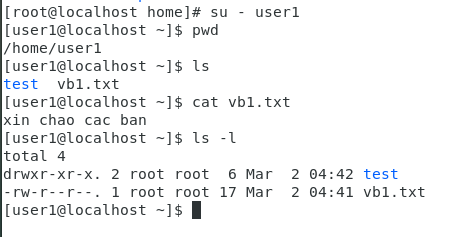 [root@localhost home]# su - user1
[user1@localhost ~]$ pwd
/home/user1
[user1@localhost ~]$ ls
test  vb1.txt
[user1@localhost ~]$ cat vb1.txt
xin chao cac ban
[user1@localhost ~]$ ls -l
total 4
drwxr-xr-x. 2 root root  6 Mar  2 04:42 test
-rw-r--r--. 1 root root 17 Mar  2 04:41 vb1.txt
[user1@localhost ~]$